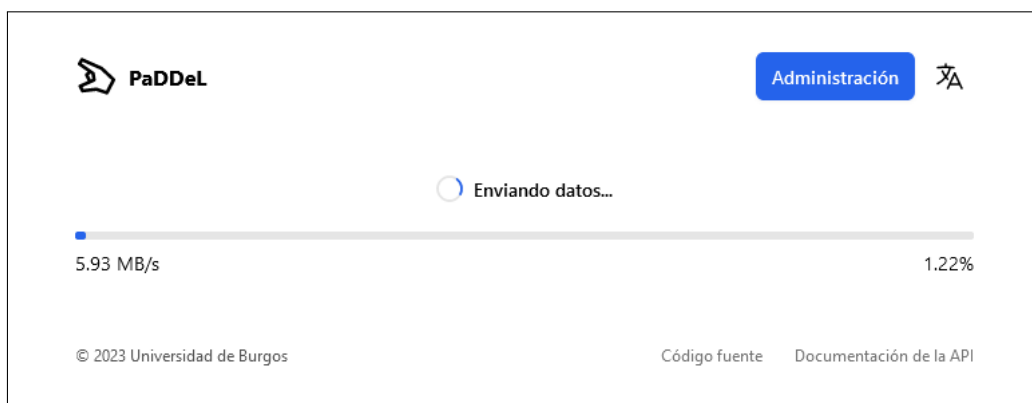 PaDDeL
Administración
Enviando datos...
5.93 MB/s
1.22%
© 2023 Universidad de Burgos
Código fuente
Documentación de la API